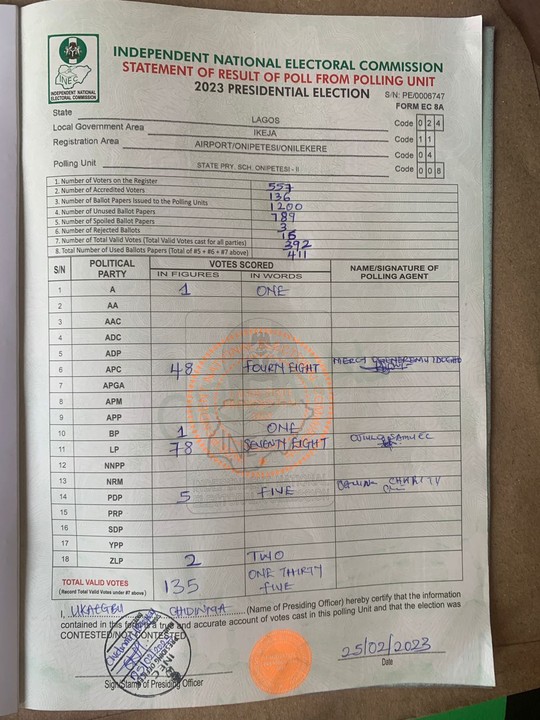 INEC
INDEPENDENT NATIONAL
ELECTORAL COMMISSION
INDEPENDENT NATIONAL ELECTORAL COMMISSION
STATEMENT OF RESULT OF POLL FROM POLLING UNIT
2023 PRESIDENTIAL ELECTION
S/N: PE/0006747
FORM EC 8A
State LAGOS Code 0 2 4
Local Government Area IKEJA Code 1 1
Registration Area AIRPORT/ONIPETESI/ONILEKERE Code 0 4
Polling Unit STATE PRY. SCH. ONIPETESI - II Code 0 0 8
1. Number of Voters on the Register 557
2. Number of Accredited Voters 136
3. Number of Ballot Papers Issued to the Polling Units 1200
4. Number of Unused Ballot Papers 789
5. Number of Spoiled Ballot Papers 3
6. Number of Rejected Ballots 16
7. Number of Total Valid Votes (Total Valid Votes cast for all parties) 392
8. Total Number of Used Ballots Papers (Total of #5 + #6 + #7 above) 411
S/N POLITICAL PARTY VOTES SCORED NAME/SIGNATURE OF POLLING AGENT
IN FIGURES IN WORDS
1 A 1 ONE
2 AA
3 AAC
4 ADC
5 ADP
6 APC 48 FOURTY EIGHT MERCY
7 APGA
8 APM
9 APP
10 BP 1 ONE
11 LP 78 SEVENTY EIGHT SAMUEL
12 NNPP
13 NRM
14 PDP 5 FIVE CHARITY
15 PRP
16 SDP
17 YPP
18 ZLP 2 TWO
TOTAL VALID VOTES 135 ONE THIRTY FIVE
(Record Total Valid Votes under #7 above)
I, UKAEGBU CHIDINMA (Name of Presiding Officer) hereby certify that the information
contained in this form is a true and accurate account of votes cast in this polling Unit and that the election was
CONTESTED/NOT CONTESTED
25/02/2023
Date
Sign/Stamp of Presiding Officer